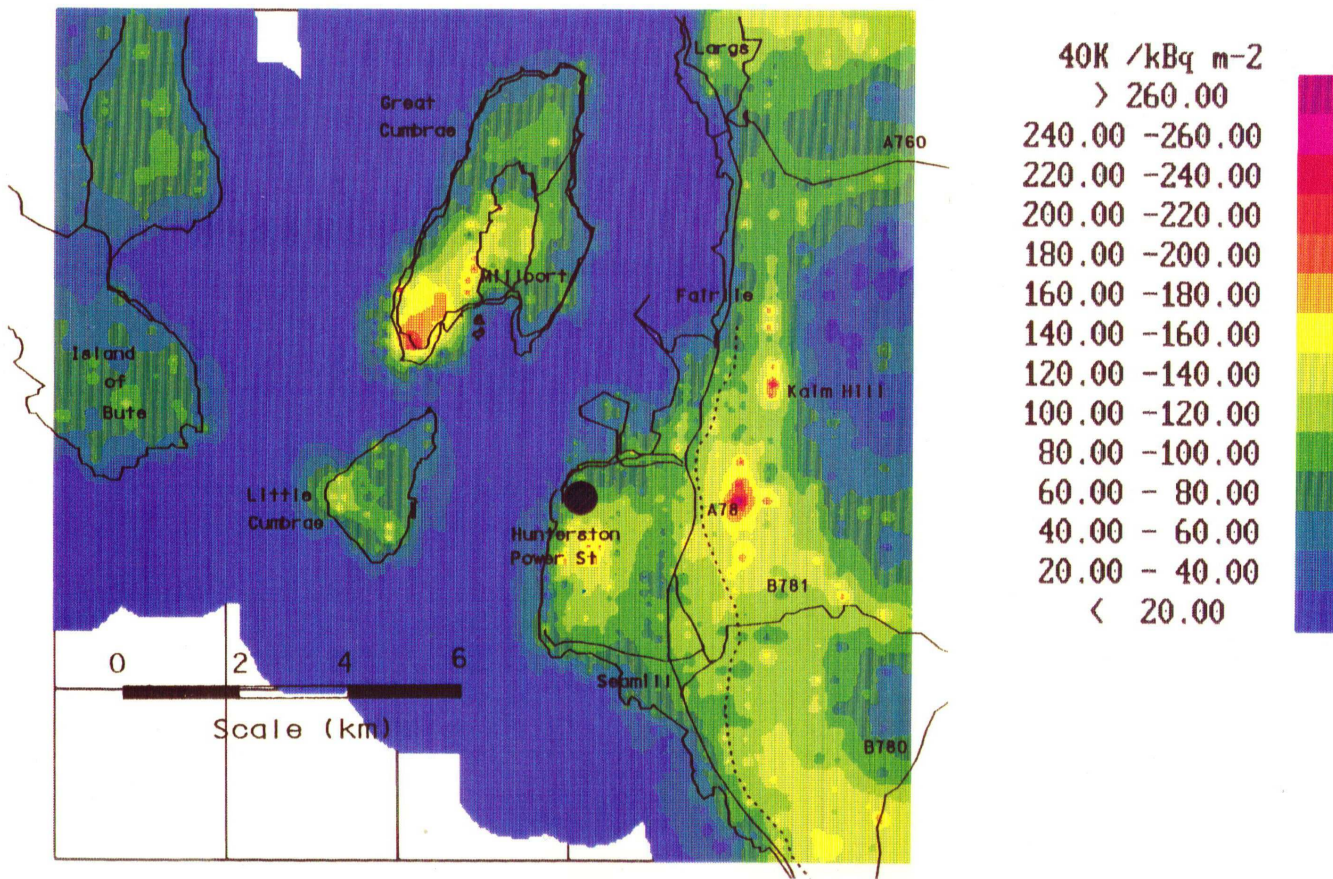 Largs
Great
Cumbrae
A760
Millport
Fairlie
Island
of
Bute
Kaim Hill
Little
Cumbrae
A78
Hunterston
Power St
B781
0 2 4 6
Scale (km)
Seamill
B780
40K /kBq m-2
> 260.00
240.00 -260.00
220.00 -240.00
200.00 -220.00
180.00 -200.00
160.00 -180.00
140.00 -160.00
120.00 -140.00
100.00 -120.00
80.00 -100.00
60.00 - 80.00
40.00 - 60.00
20.00 - 40.00
< 20.00